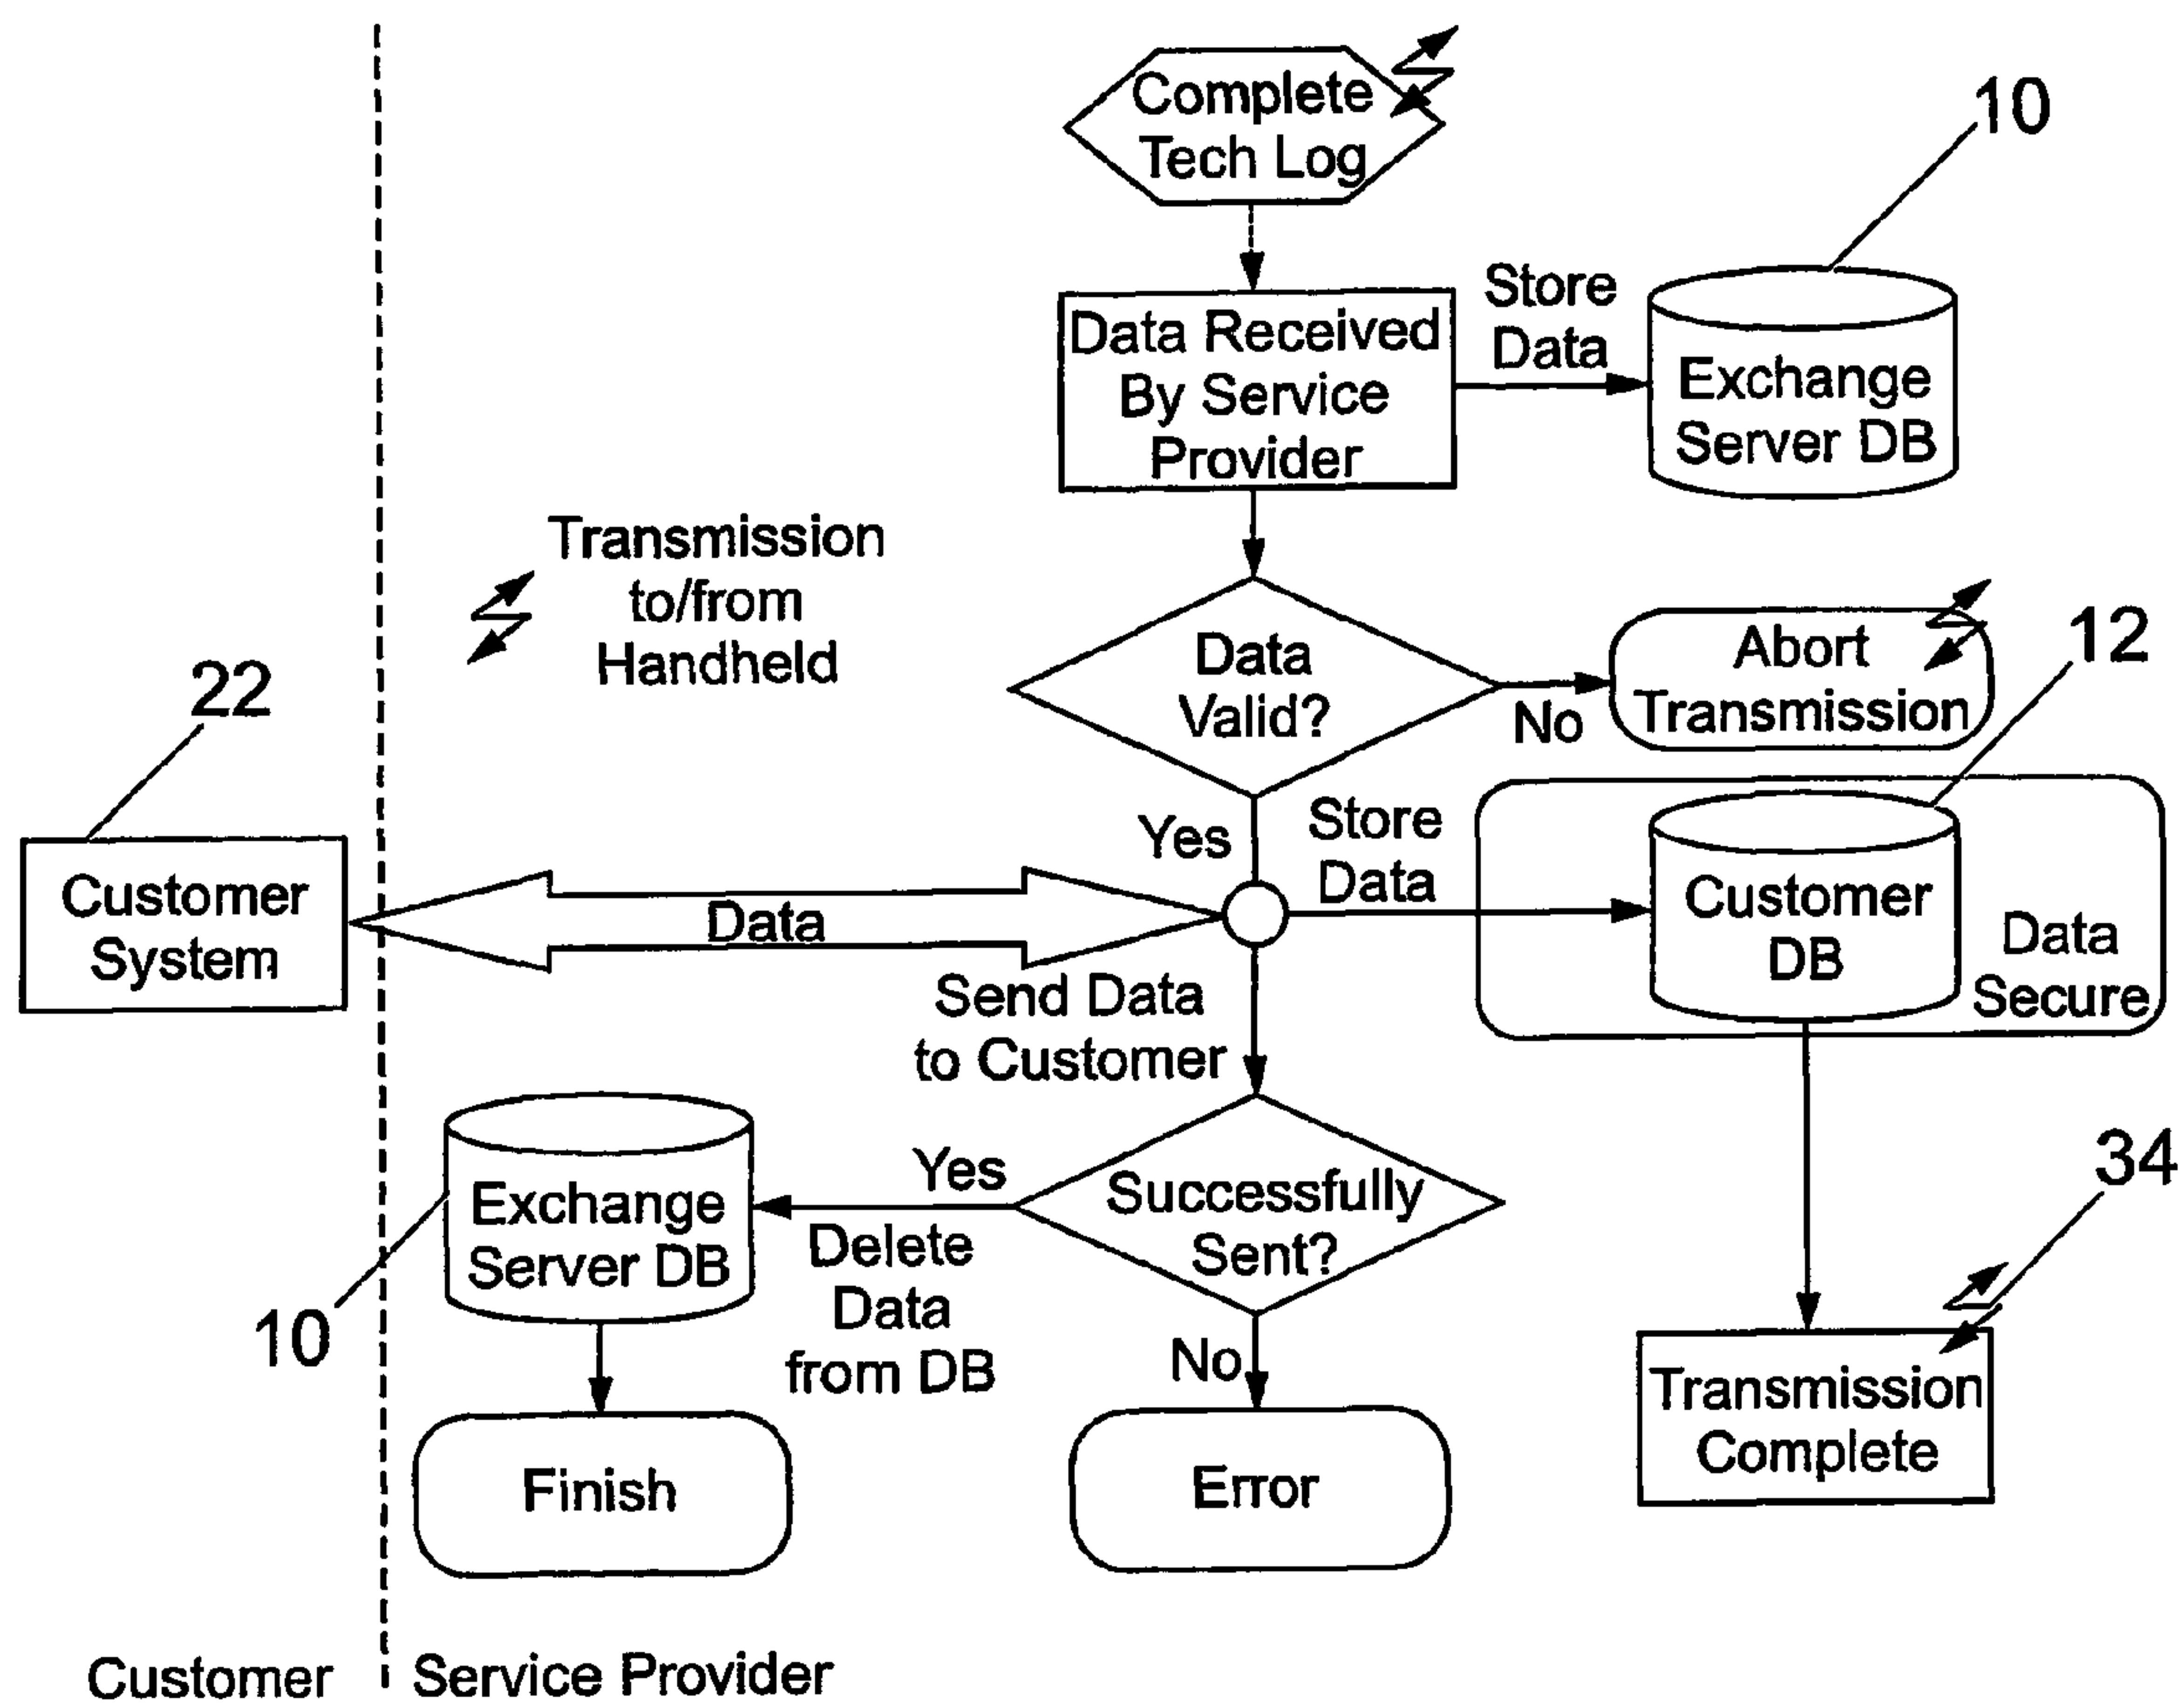 Complete
Tech Log
10
Data Received
By Service
Provider
Store
Data
Exchange
Server DB
Transmission
to/from
Handheld
Data
Valid?
No
Abort
Transmission
12
22
Yes
Store
Data
Customer
System
Data
Customer
DB
Data
Secure
Send Data
to Customer
Exchange
Server DB
10
Yes
Delete
Data
from DB
Successfully
Sent?
No
34
Transmission
Complete
Finish
Error
Customer
Service Provider